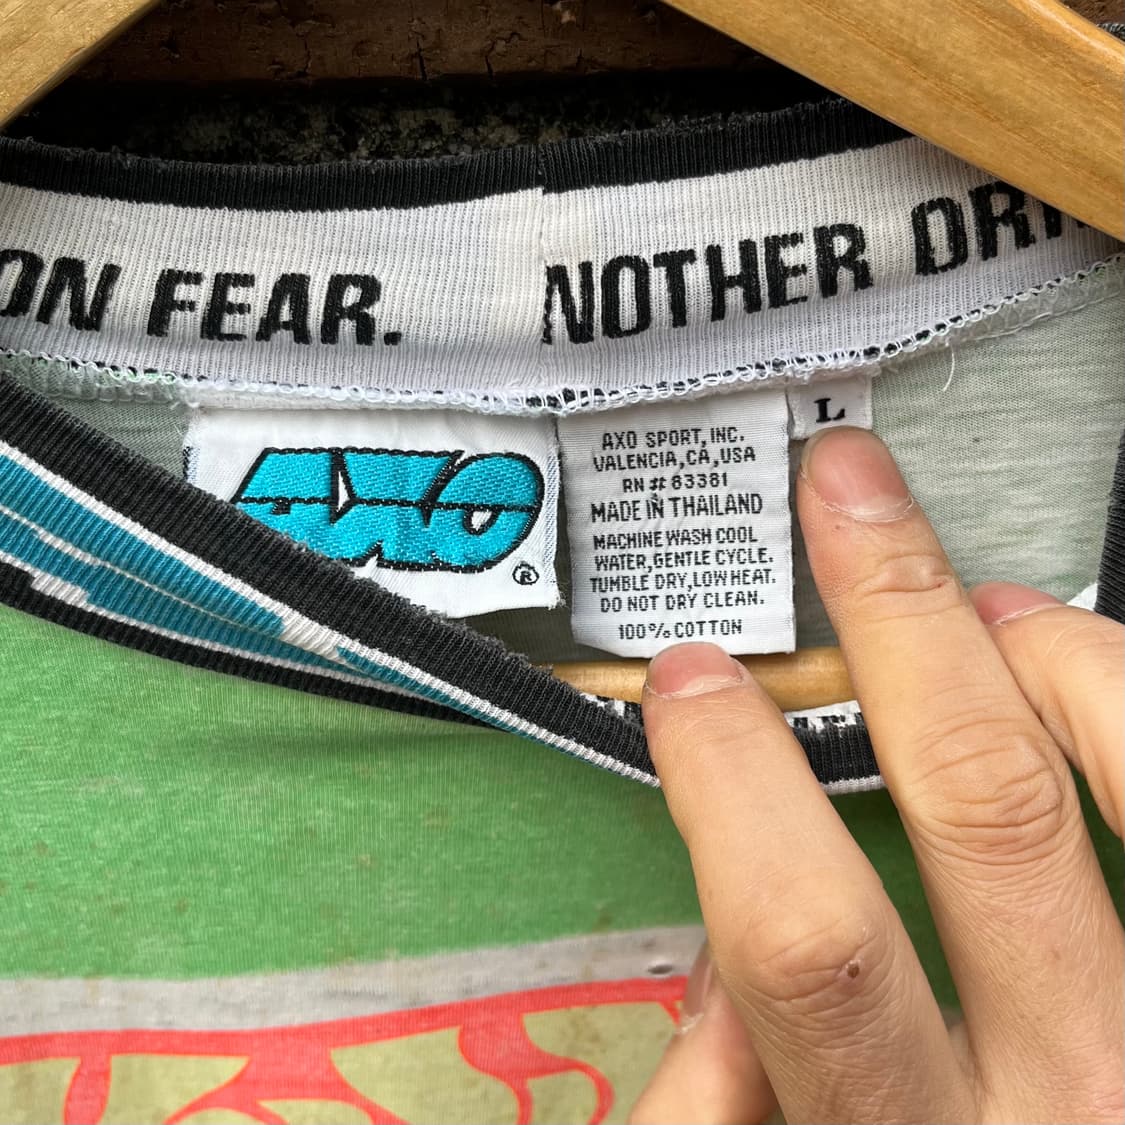 ON FEAR.
NOTHER
AXO
®
L
AXO SPORT, INC.
VALENCIA, CA, USA
RN # 83381
MADE IN THAILAND
MACHINE WASH COOL
WATER, GENTLE CYCLE.
TUMBLE DRY, LOW HEAT.
DO NOT DRY CLEAN.
100% COTTON